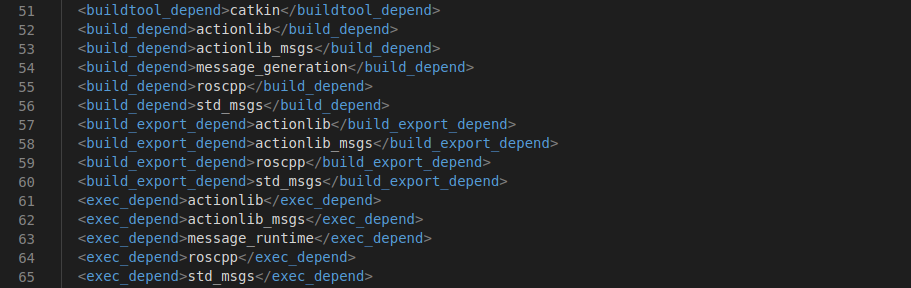 51 <buildtool_depend>catkin</buildtool_depend>
52 <build_depend>actionlib</build_depend>
53 <build_depend>actionlib_msgs</build_depend>
54 <build_depend>message_generation</build_depend>
55 <build_depend>roscpp</build_depend>
56 <build_depend>std_msgs</build_depend>
57 <build_export_depend>actionlib</build_export_depend>
58 <build_export_depend>actionlib_msgs</build_export_depend>
59 <build_export_depend>roscpp</build_export_depend>
60 <build_export_depend>std_msgs</build_export_depend>
61 <exec_depend>actionlib</exec_depend>
62 <exec_depend>actionlib_msgs</exec_depend>
63 <exec_depend>message_runtime</exec_depend>
64 <exec_depend>roscpp</exec_depend>
65 <exec_depend>std_msgs</exec_depend>